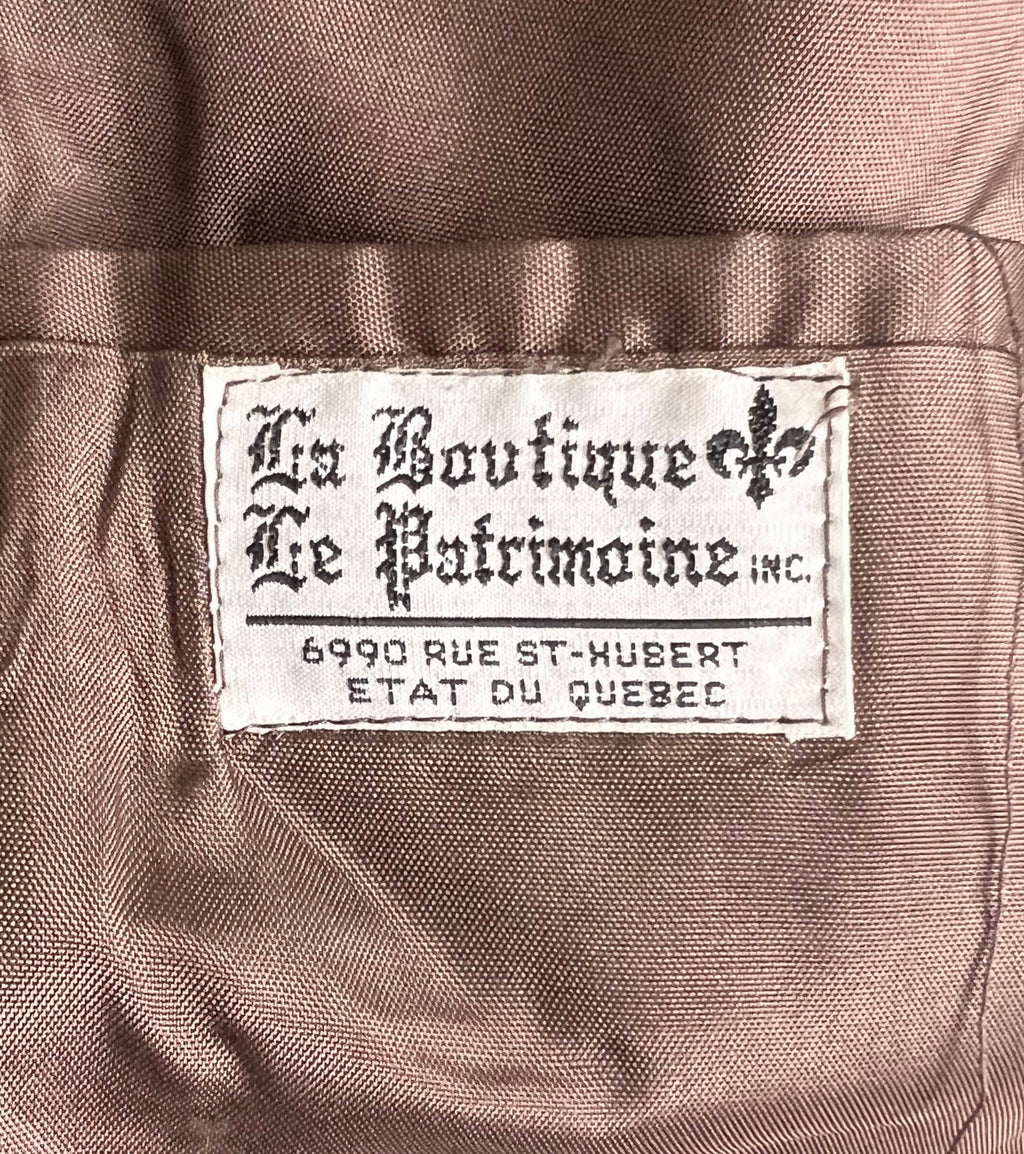 La Boutique
Le Patrimoine INC.
6990 RUE ST-HUBERT
ETAT DU QUEBEC